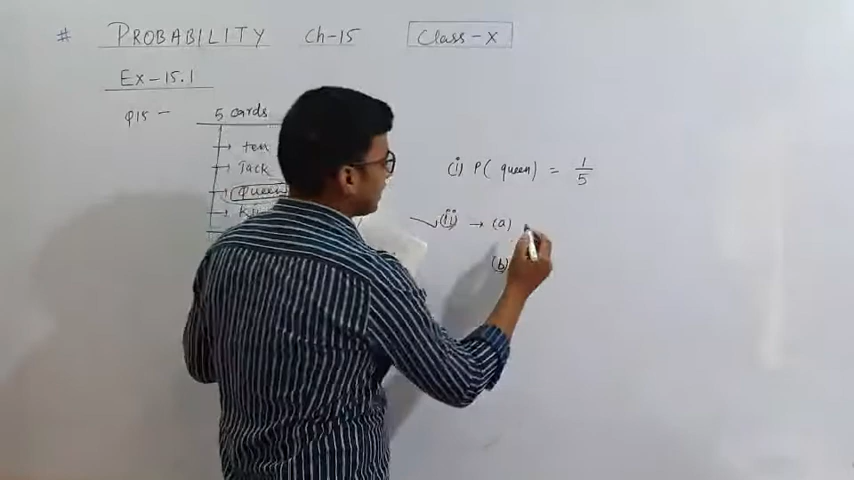 # PROBABILITY Ch-15 Class-X
Ex-15.1
Q15 - 5 cards
→ ten
→ Jack
→ Queen
(i) P( queen) = 1/5
(ii) → (a)
(b)